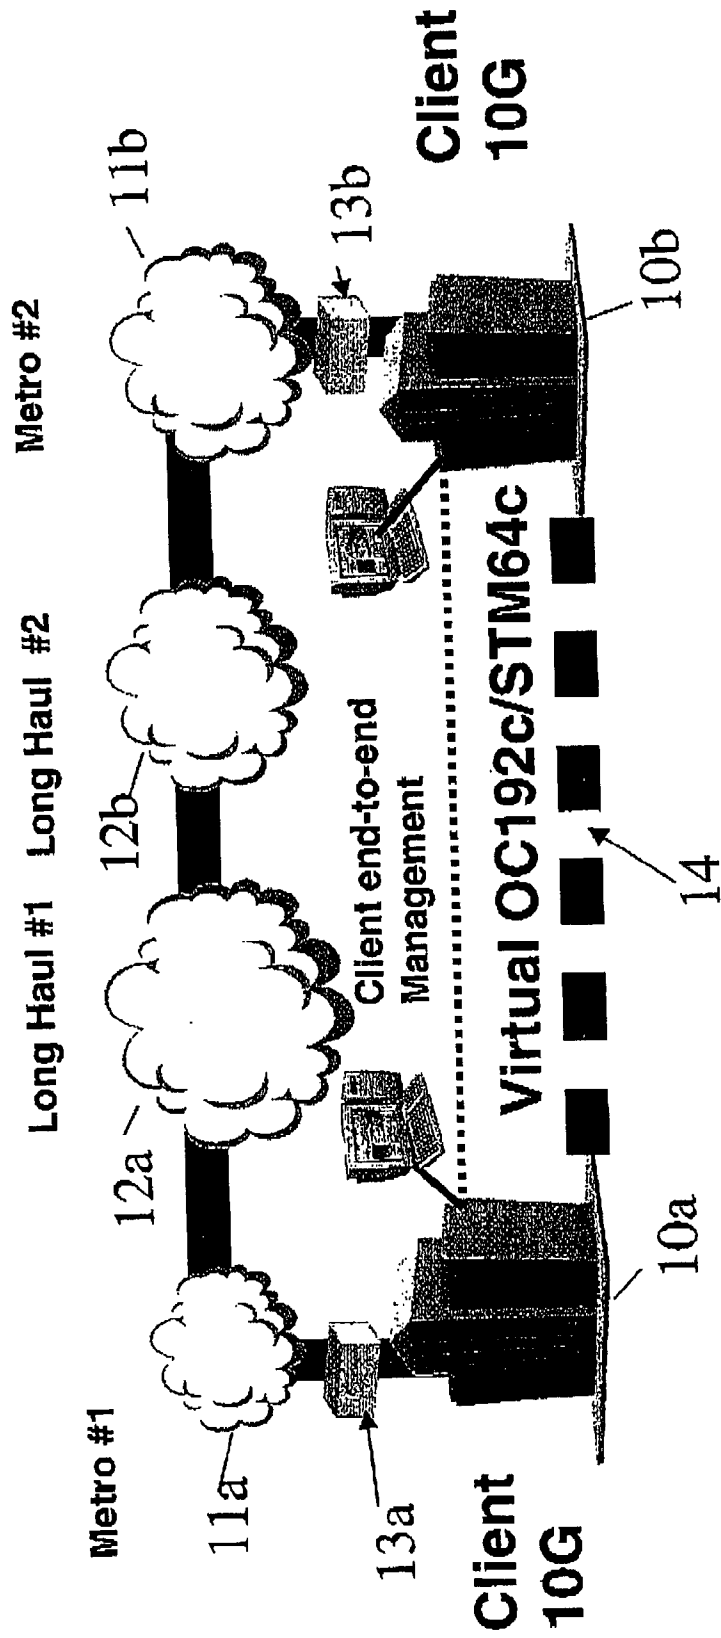 Metro #1
Long Haul #1
Long Haul #2
Metro #2
11a
12a
12b
11b
13a
13b
Client end-to-end
Management
Client
10G
Virtual OC192c/STM64c
Client
10G
10a
14
10b